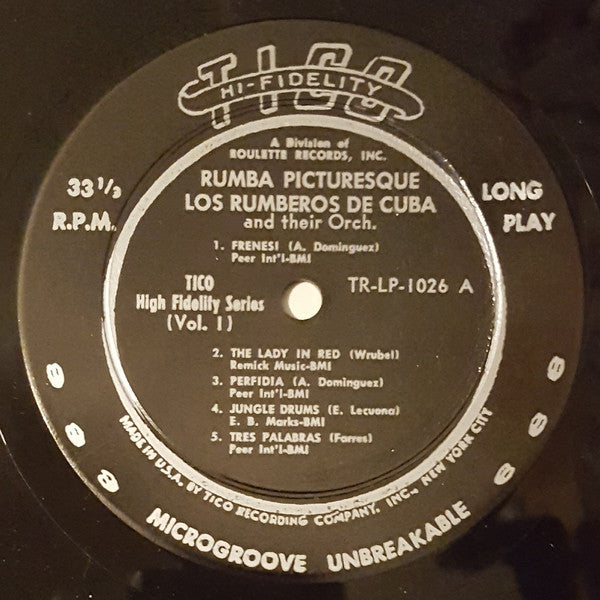 TICO
HI-FIDELITY
A Division of
ROULETTE RECORDS, INC.
RUMBA PICTURESQUE
LOS RUMBEROS DE CUBA
and their Orch.
33 1/3
R.P.M.
LONG
PLAY
1. FRENESI (A. Dominguez)
Peer Int'l-BMI
TICO
High Fidelity Series
(Vol. 1)
TR-LP-1026 A
2. THE LADY IN RED (Wrubel)
Remick Music-BMI
3. PERFIDIA (A. Dominguez)
Peer Int'l-BMI
4. JUNGLE DRUMS (E. Lecuona)
E. B. Marks-BMI
5. TRES PALABRAS (Farres)
Peer Int'l-BMI
MADE IN U.S.A. BY TICO RECORDING COMPANY, INC., NEW YORK CITY
MICROGROOVE UNBREAKABLE